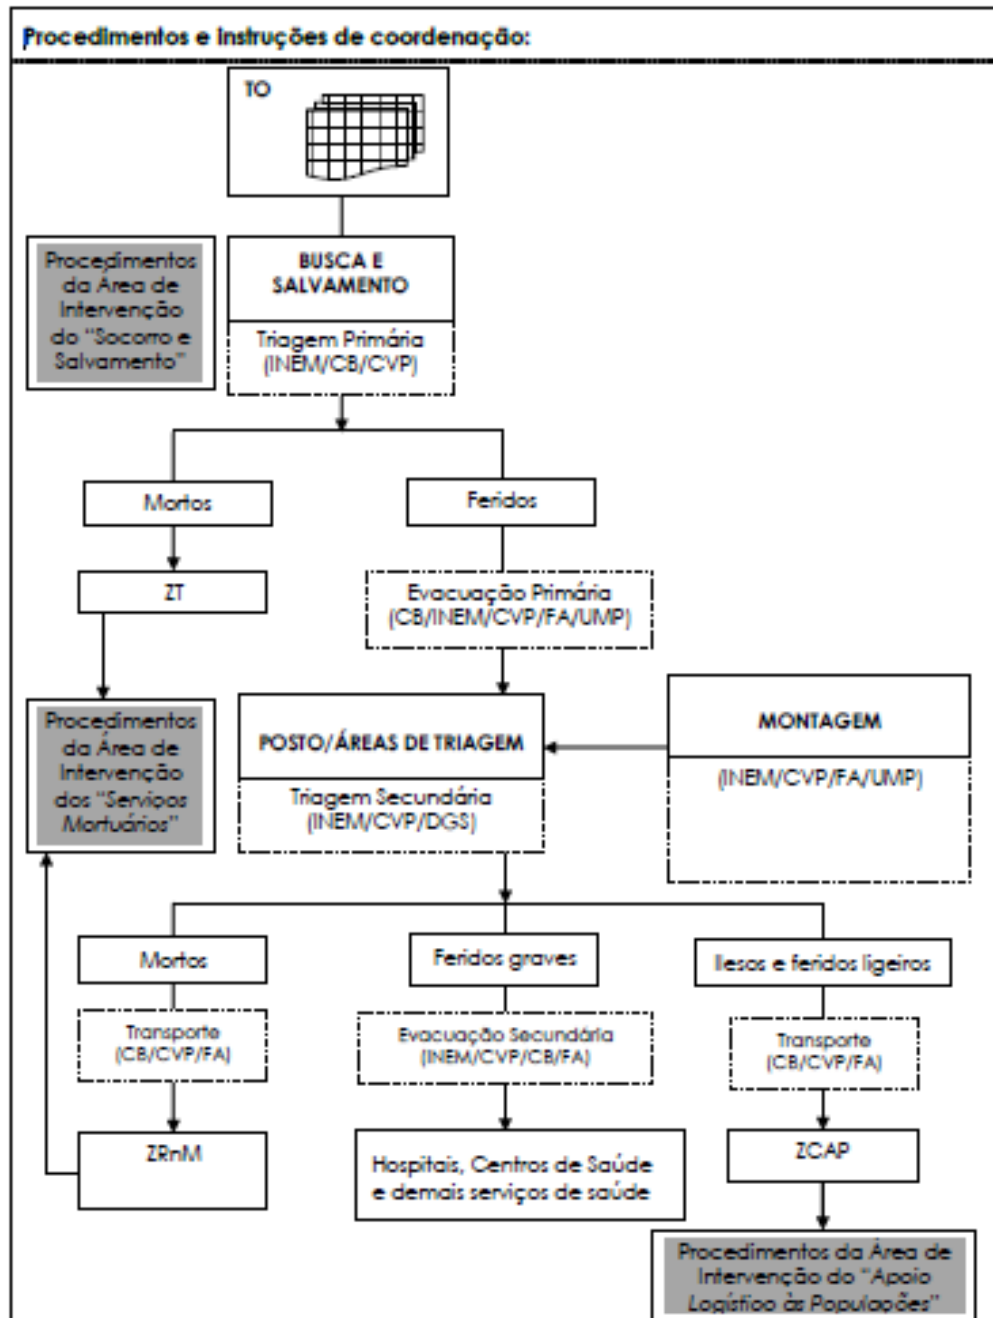 Procedimentos e instruções de coordenação:
TO
Procedimentos
da Área de
Intervenção
do “Socorro e
Salvamento”
BUSCA E
SALVAMENTO
Triagem Primária
(INEM/CB/CVP)
Mortos
Feridos
ZT
Evacuação Primária
(CB/INEM/CVP/FA/UMP)
Procedimentos
da Área de
Intervenção
dos “Serviços
Mortuários”
POSTO/ÁREAS DE TRIAGEM
Triagem Secundária
(INEM/CVP/DGS)
MONTAGEM
(INEM/CVP/FA/UMP)
Mortos
Feridos graves
Ilesos e feridos ligeiros
Transporte
(CB/CVP/FA)
Evacuação Secundária
(INEM/CVP/CB/FA)
Transporte
(CB/CVP/FA)
ZRnM
Hospitais, Centros de Saúde
e demais serviços de saúde
ZCAP
Procedimentos da Área de
Intervenção do “Apoio
Logístico às Populações”